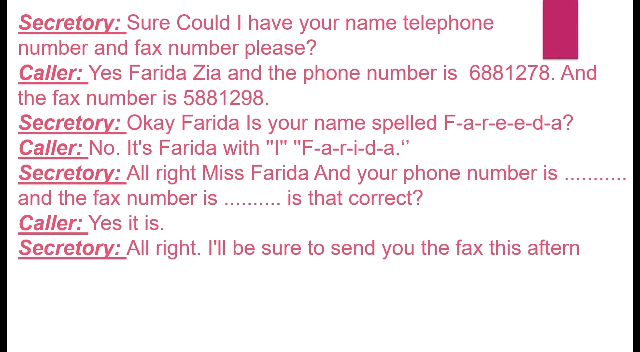 Secretory: Sure Could I have your name telephone
number and fax number please?
Caller: Yes Farida Zia and the phone number is  6881278. And
the fax number is 5881298.
Secretory: Okay Farida Is your name spelled F-a-r-e-e-d-a?
Caller: No. It's Farida with "I" "F-a-r-i-d-a.‘’
Secretory: All right Miss Farida And your phone number is ...........
and the fax number is .......... is that correct?
Caller: Yes it is.
Secretory: All right. I'll be sure to send you the fax this aftern